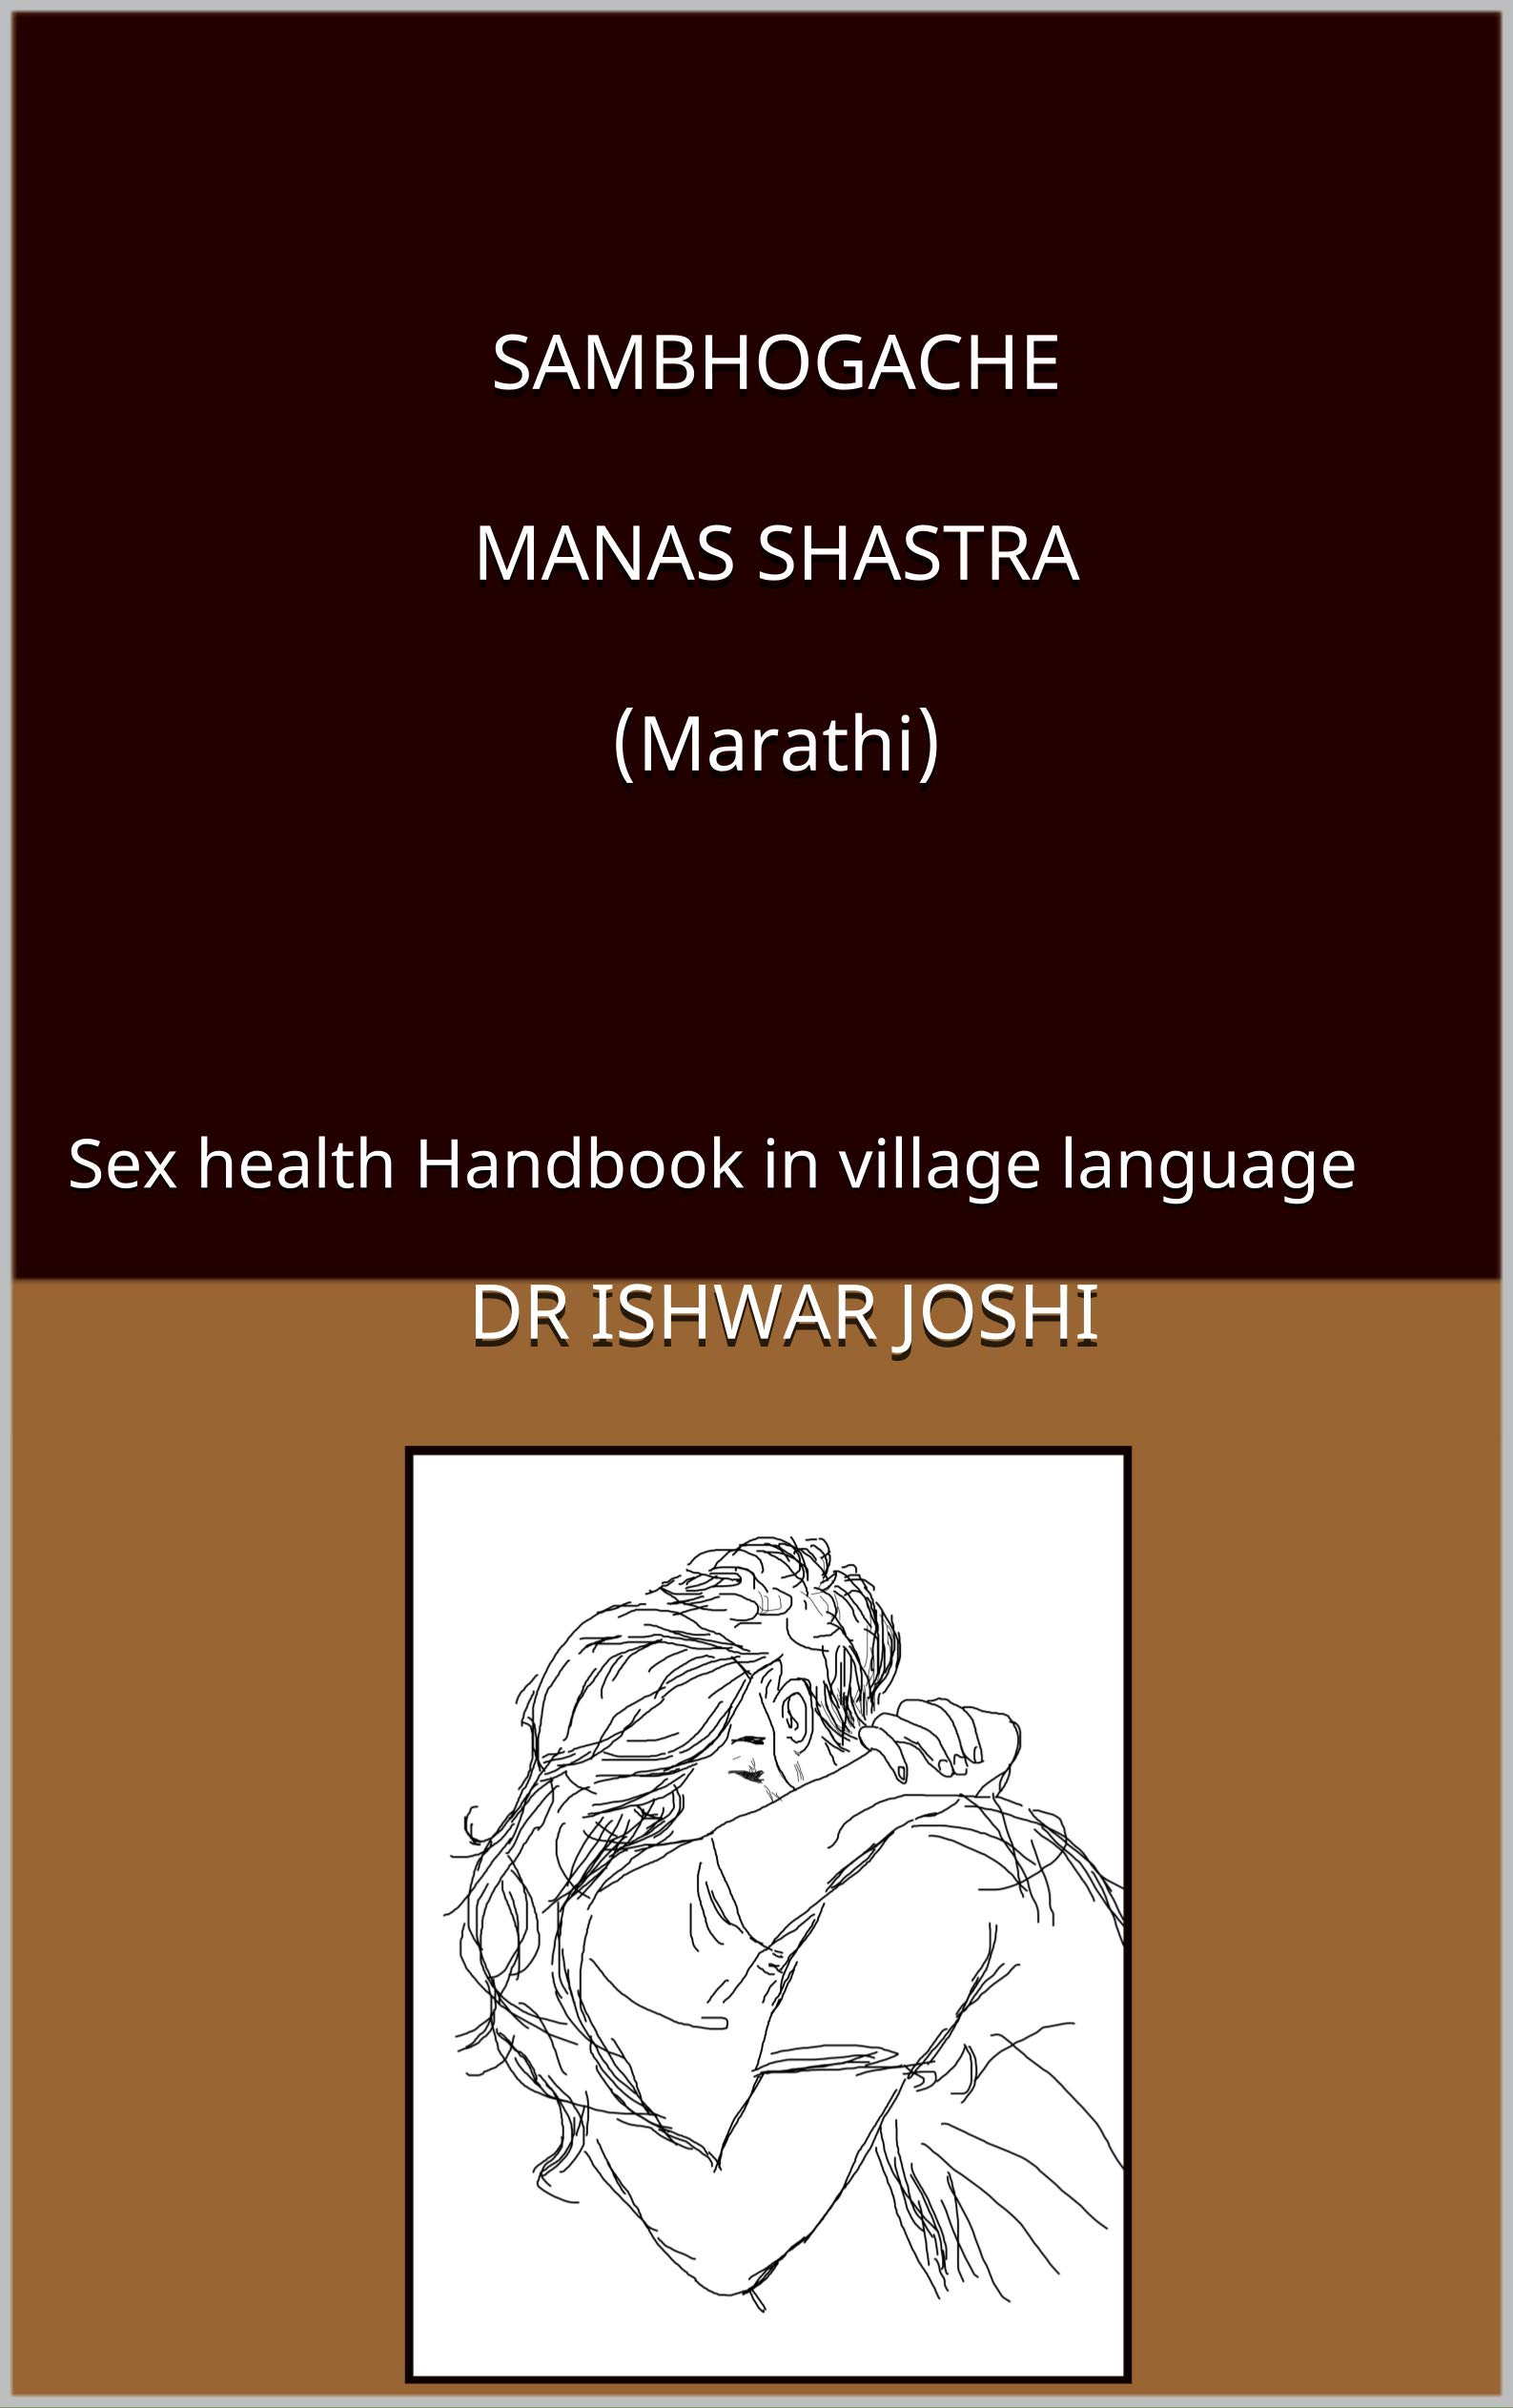 SAMBHOGACHE
MANAS SHASTRA
(Marathi)
Sex health Handbook in village language
DR ISHWAR JOSHI